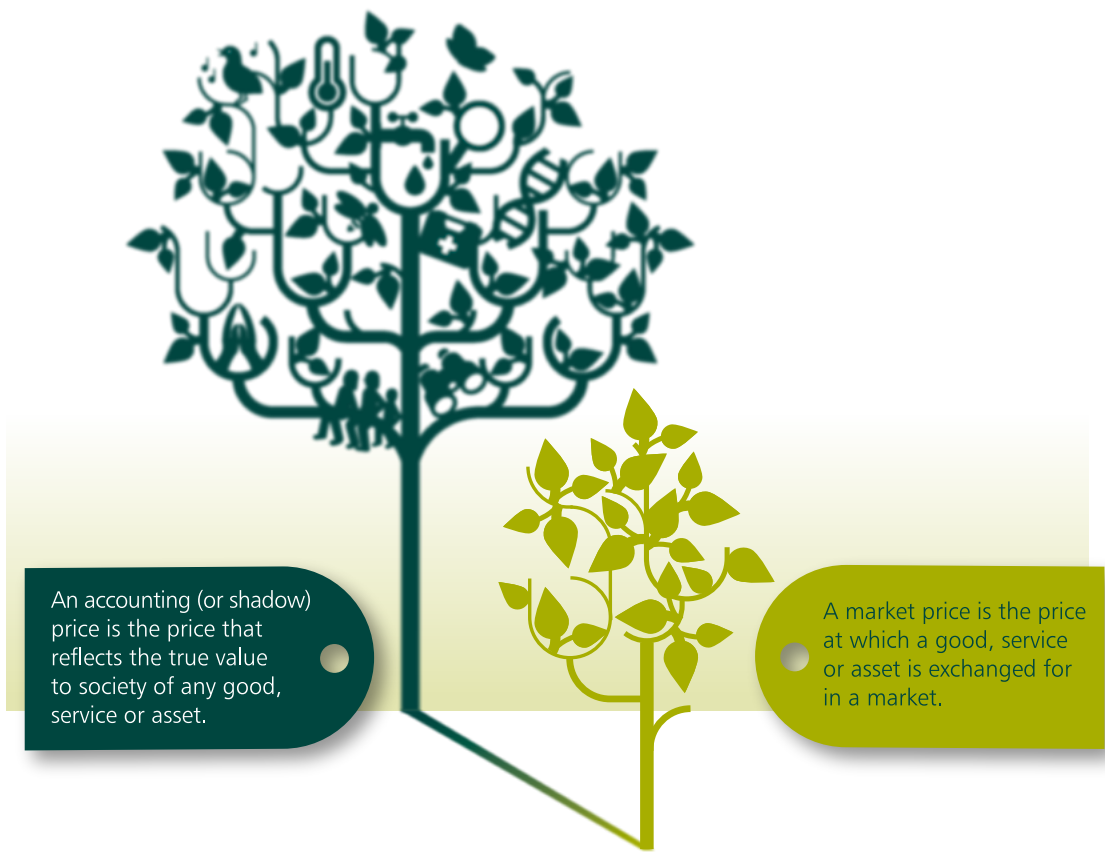 An accounting (or shadow)
price is the price that
reflects the true value
to society of any good,
service or asset.
A market price is the price
at which a good, service
or asset is exchanged for
in a market.